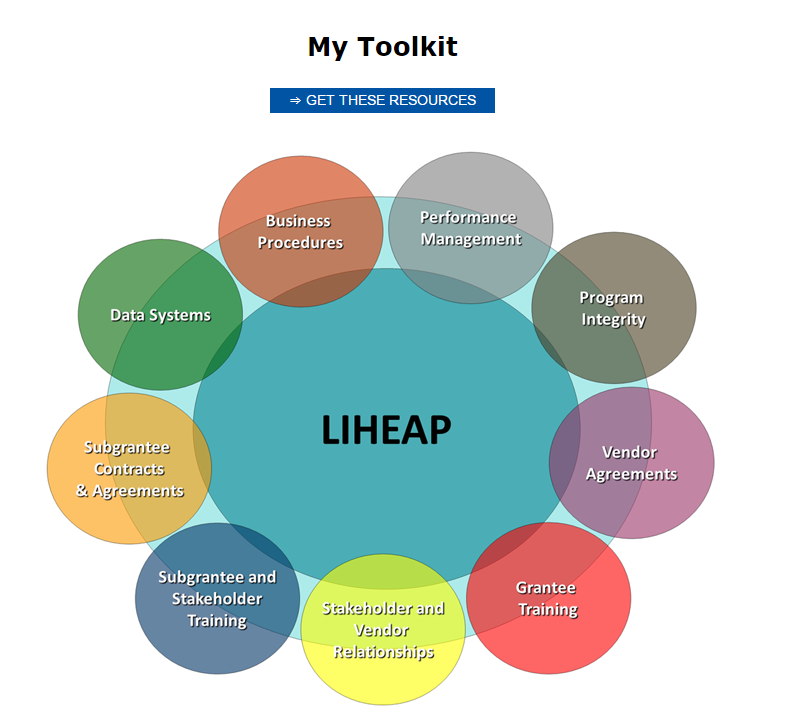 My Toolkit
⇒ GET THESE RESOURCES
Business
Procedures
Performance
Management
Data Systems
Program
Integrity
LIHEAP
Subgrantee
Contracts
& Agreements
Vendor
Agreements
Subgrantee and
Stakeholder
Training
Stakeholder and
Vendor
Relationships
Grantee
Training